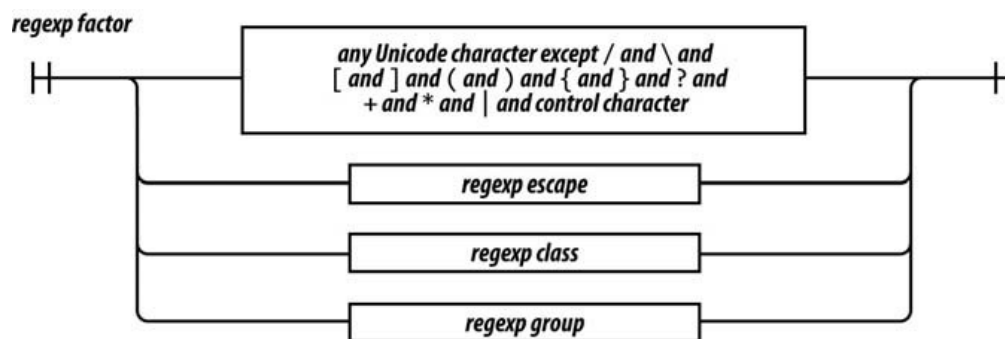 regexp factor
any Unicode character except / and \ and
[ and ] and ( and ) and { and } and ? and
+ and * and | and control character
regexp escape
regexp class
regexp group